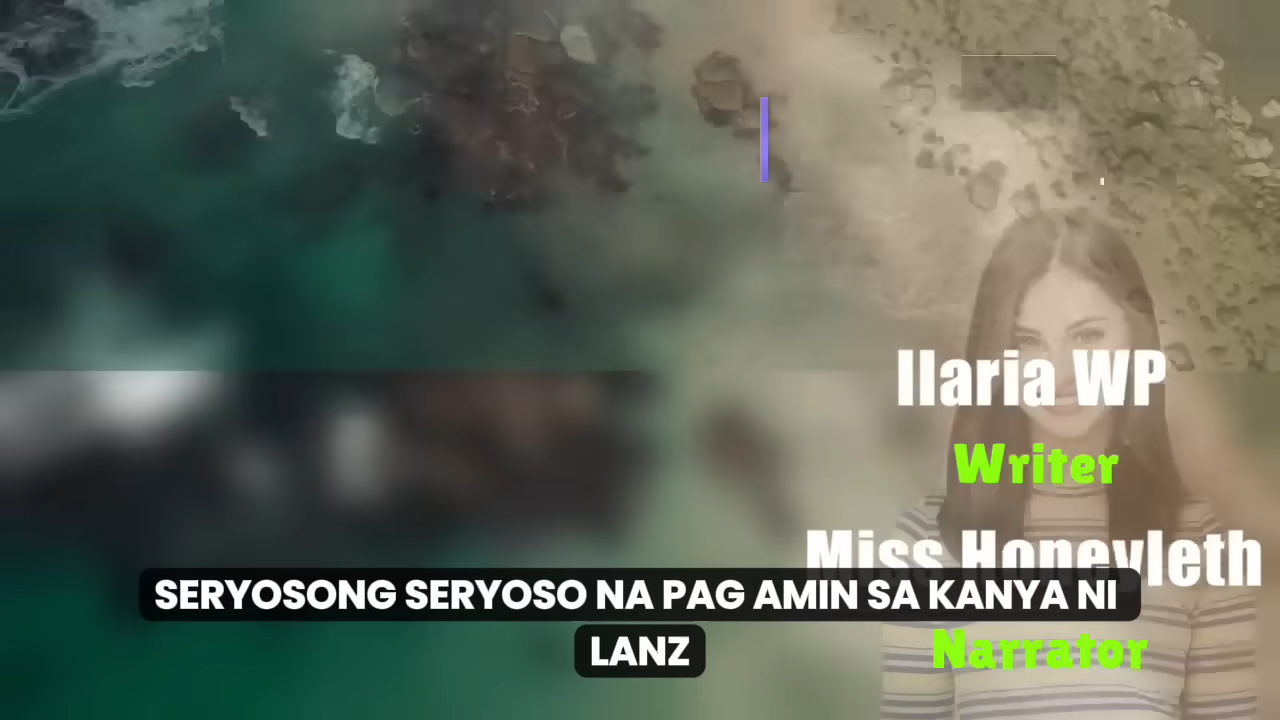 Ilaria WP
Writer
Miss Honeyleth
SERYOSONG SERYOSO NA PAG AMIN SA KANYA NI
LANZ
Narrator